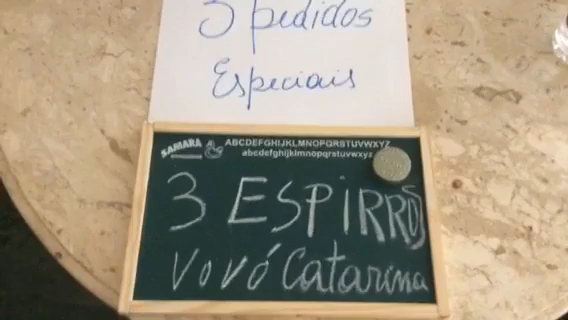 3 pedidos
Especiais
SAMARA
ABCDEFGHIJKLMNOPQRSTUVWXYZ
abcdefghijklmnopqrstuvwxyz
3 ESPIRROS
Vovó Catarina